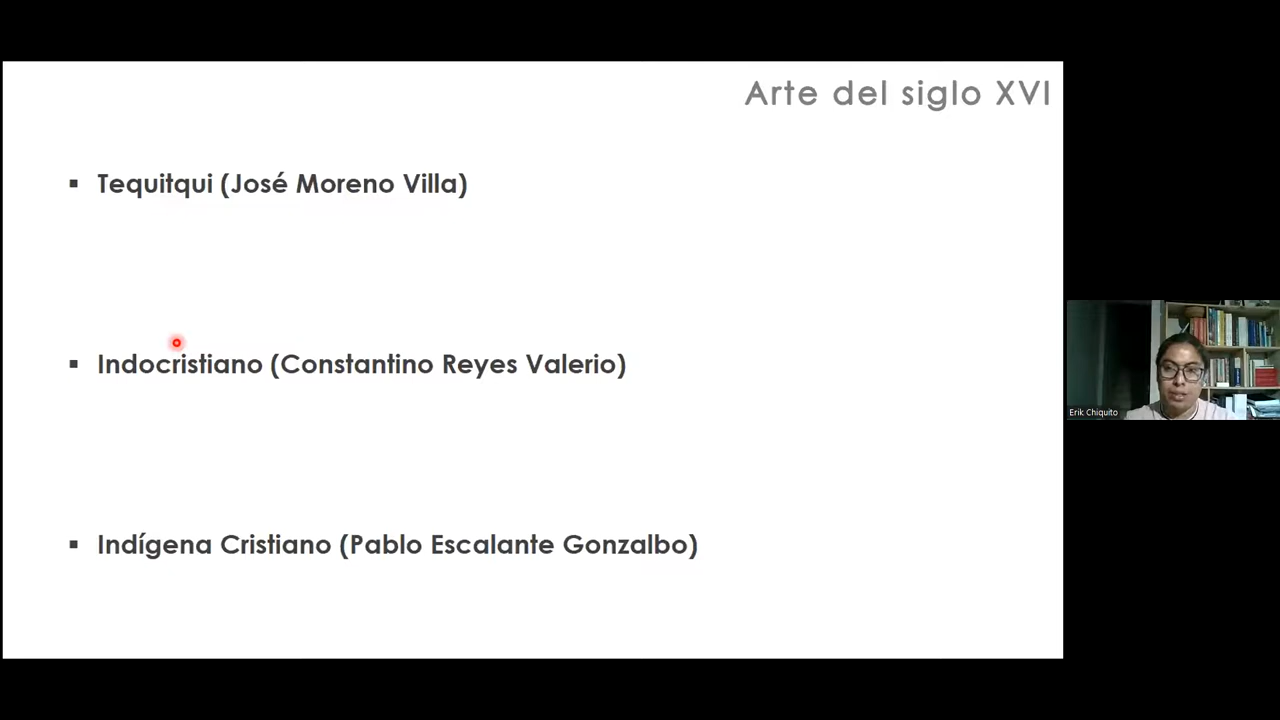 Arte del siglo XVI
▪ Tequitqui (José Moreno Villa)
▪ Indocristiano (Constantino Reyes Valerio)
▪ Indígena Cristiano (Pablo Escalante Gonzalbo)
Erik Chiquito